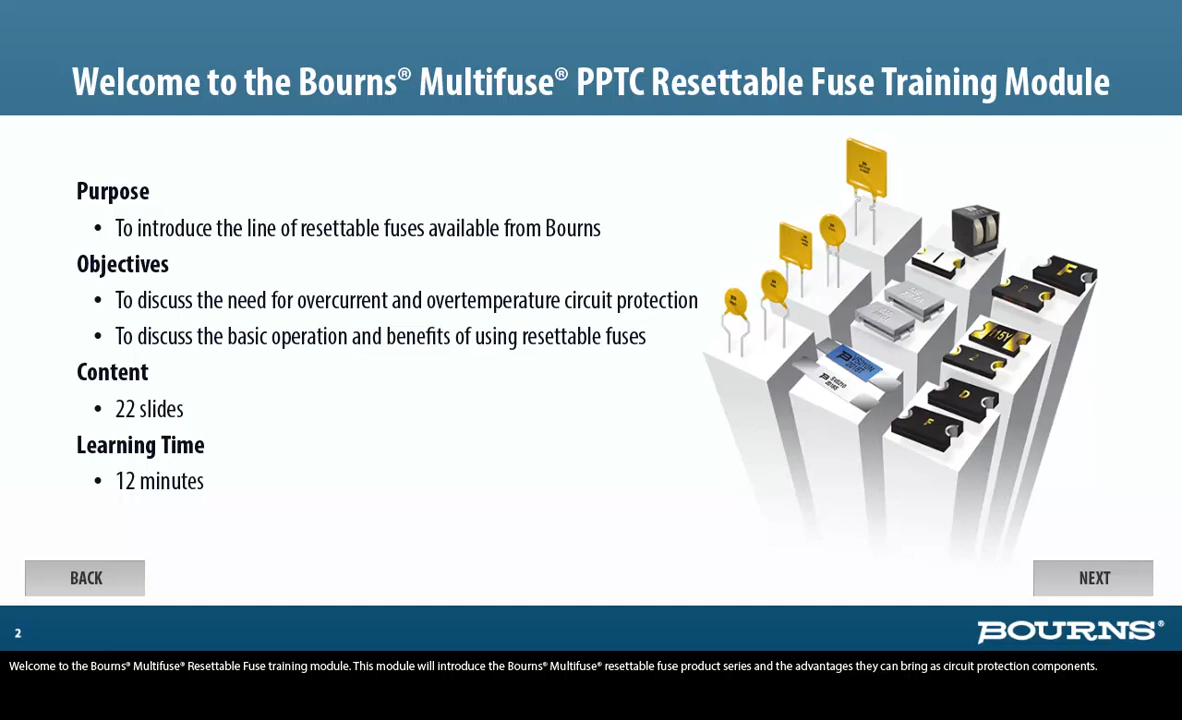 Welcome to the Bourns® Multifuse® PPTC Resettable Fuse Training Module
Purpose
• To introduce the line of resettable fuses available from Bourns
Objectives
• To discuss the need for overcurrent and overtemperature circuit protection
• To discuss the basic operation and benefits of using resettable fuses
Content
• 22 slides
Learning Time
• 12 minutes
F
115Y
2
D
F
BACK
NEXT
2
BOURNS®
Welcome to the Bourns® Multifuse® Resettable Fuse training module. This module will introduce the Bourns® Multifuse® resettable fuse product series and the advantages they can bring as circuit protection components.